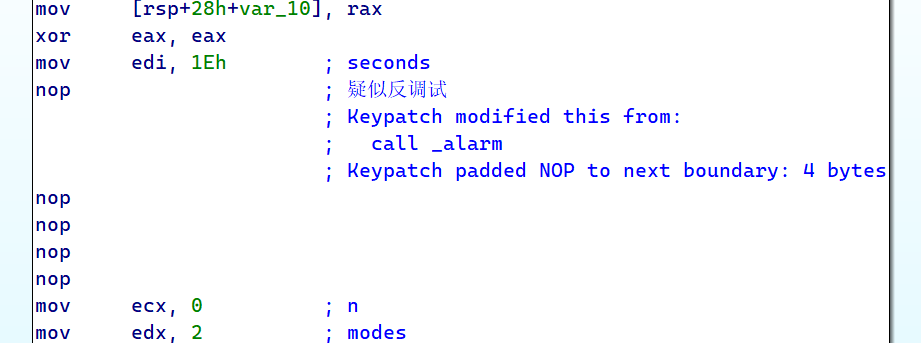 mov     [rsp+28h+var_10], rax
xor     eax, eax
mov     edi, 1Eh        ; seconds
nop                     ; 疑似反调试
                        ; Keypatch modified this from:
                        ;   call _alarm
                        ; Keypatch padded NOP to next boundary: 4 bytes
nop
nop
nop
nop
mov     ecx, 0          ; n
mov     edx, 2          ; modes